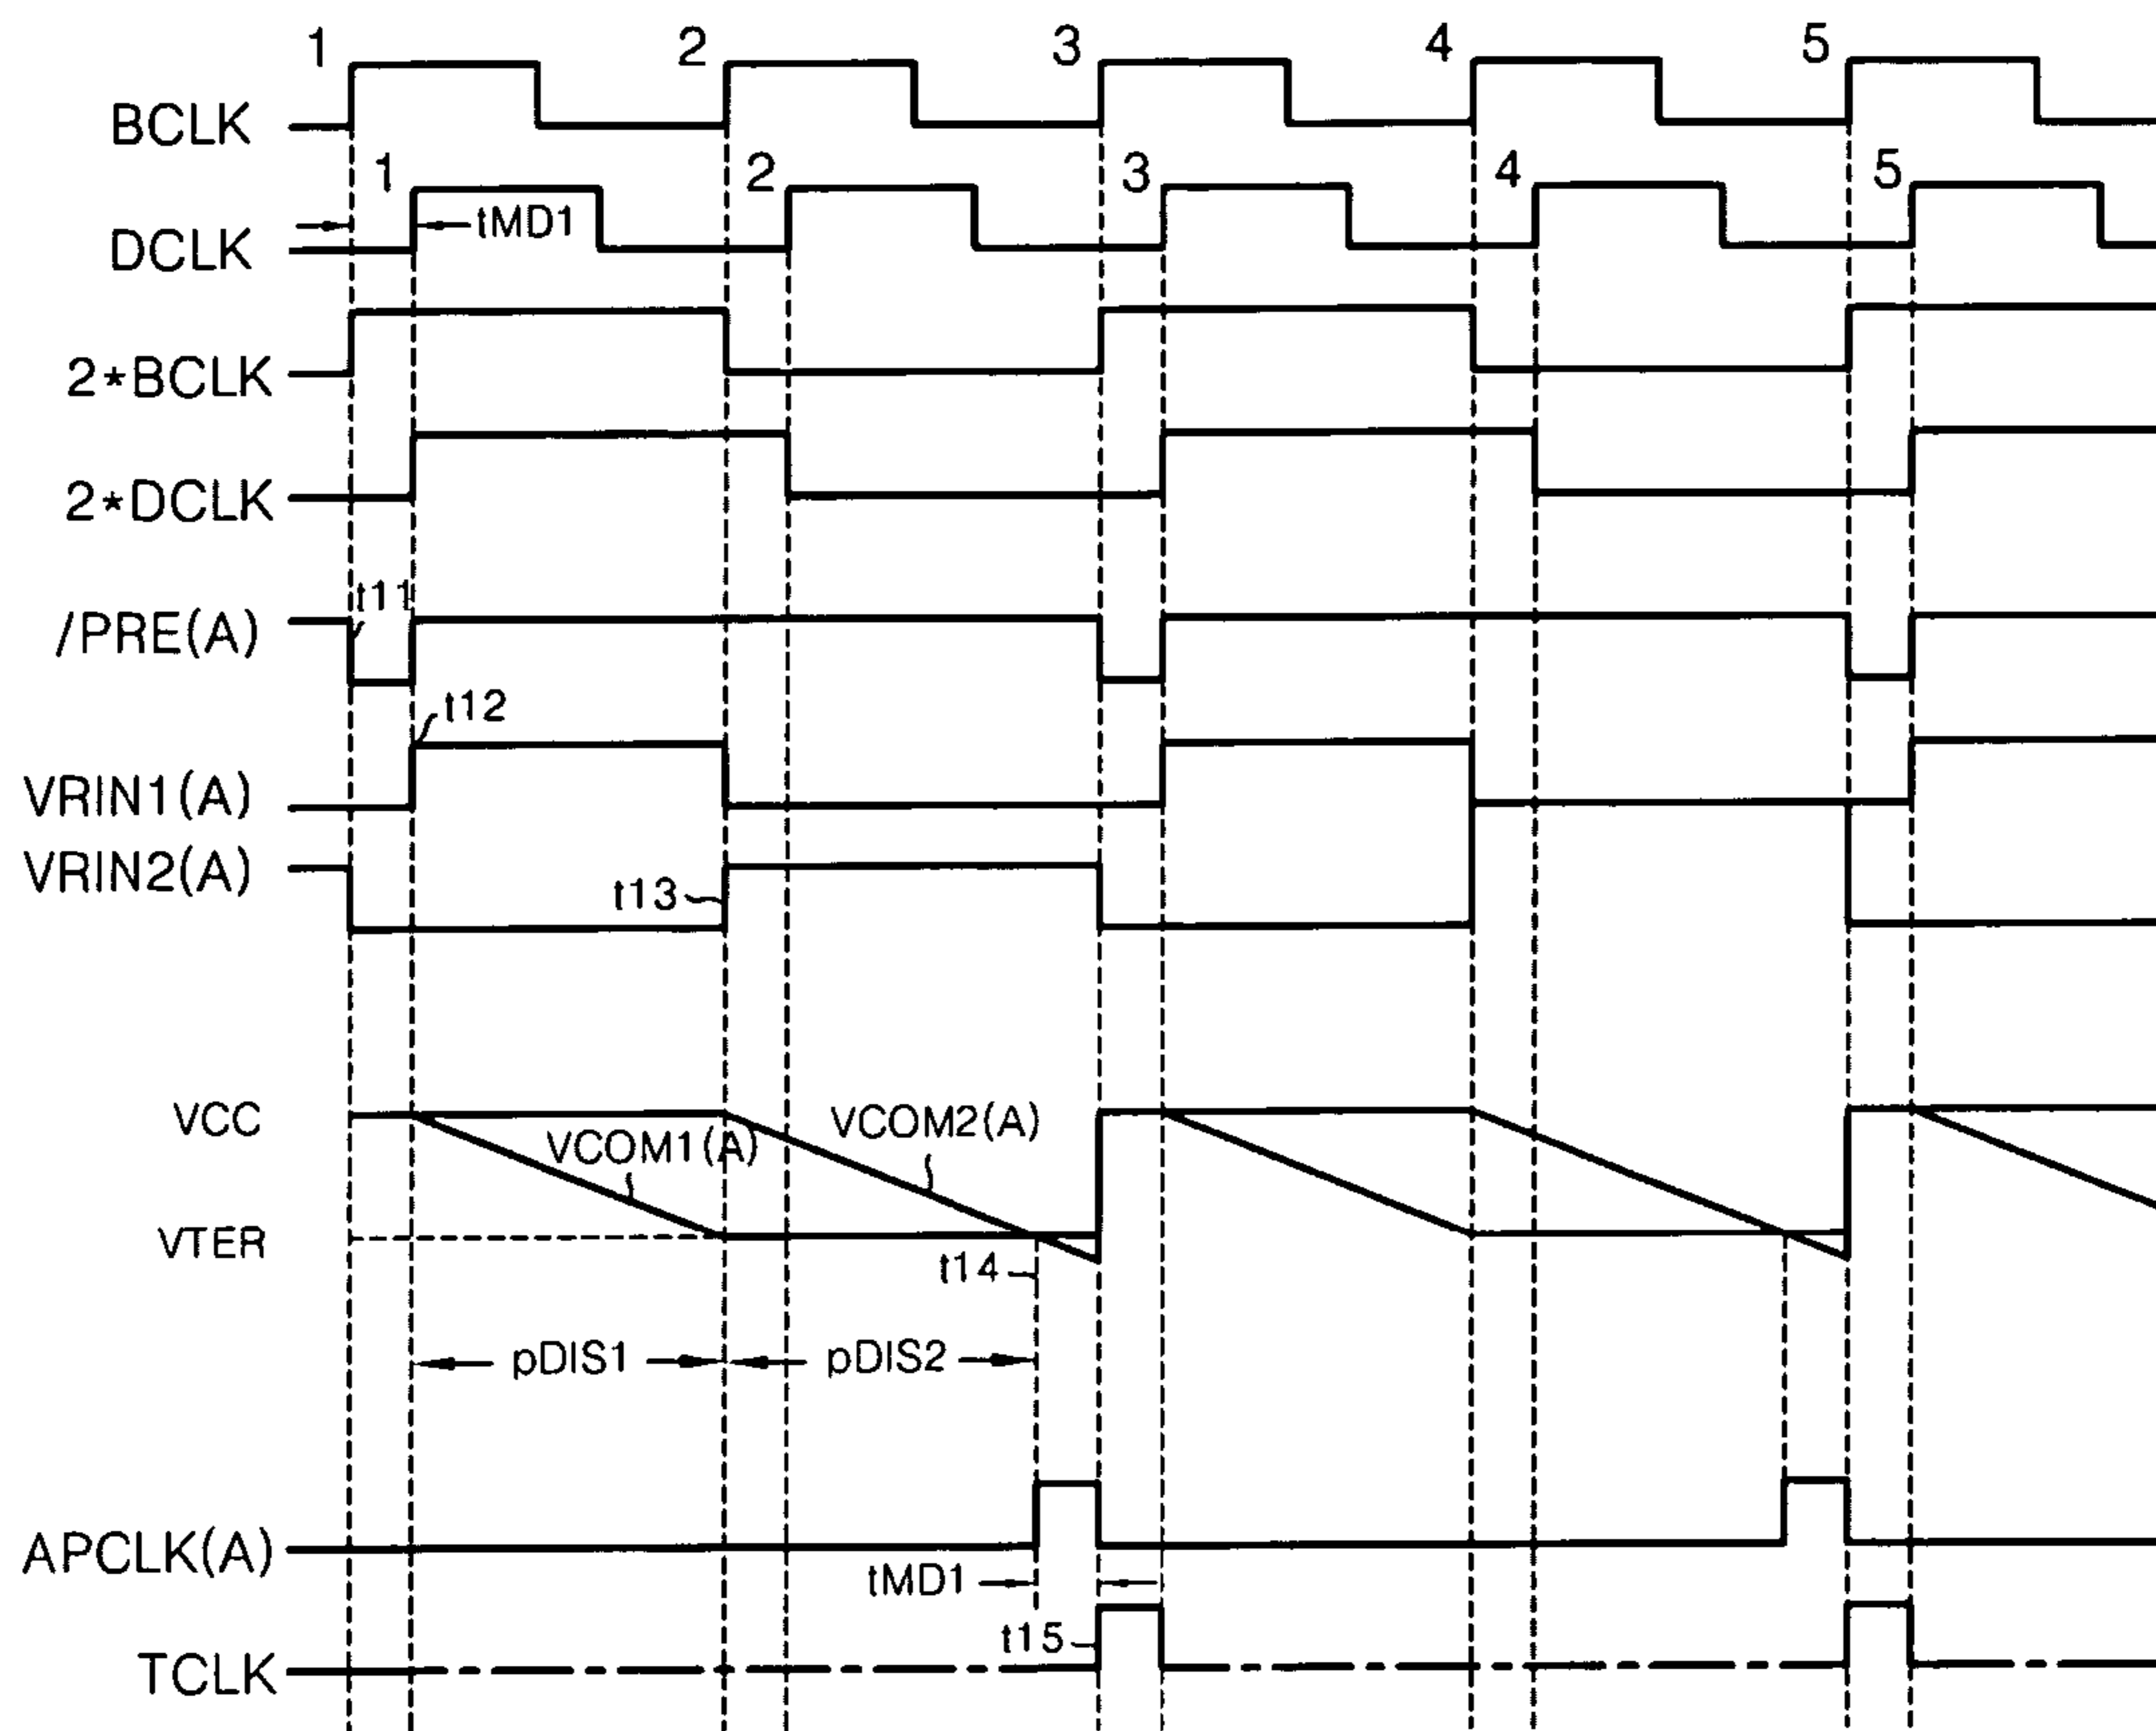 1 2 3 4 5
BCLK
1 2 3 4 5
tMD1
DCLK
2*BCLK
2*DCLK
t11
/PRE(A)
t12
VRIN1(A)
VRIN2(A)
t13
VCC
VCOM1(A)
VCOM2(A)
VTER
t14
pDIS1
pDIS2
APCLK(A)
tMD1
t15
TCLK